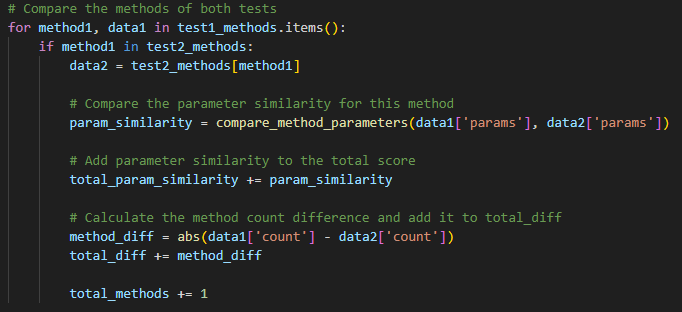 # Compare the methods of both tests
for method1, data1 in test1_methods.items():
    if method1 in test2_methods:
        data2 = test2_methods[method1]
        # Compare the parameter similarity for this method
        param_similarity = compare_method_parameters(data1['params'], data2['params'])
        # Add parameter similarity to the total score
        total_param_similarity += param_similarity
        # Calculate the method count difference and add it to total_diff
        method_diff = abs(data1['count'] - data2['count'])
        total_diff += method_diff
        total_methods += 1